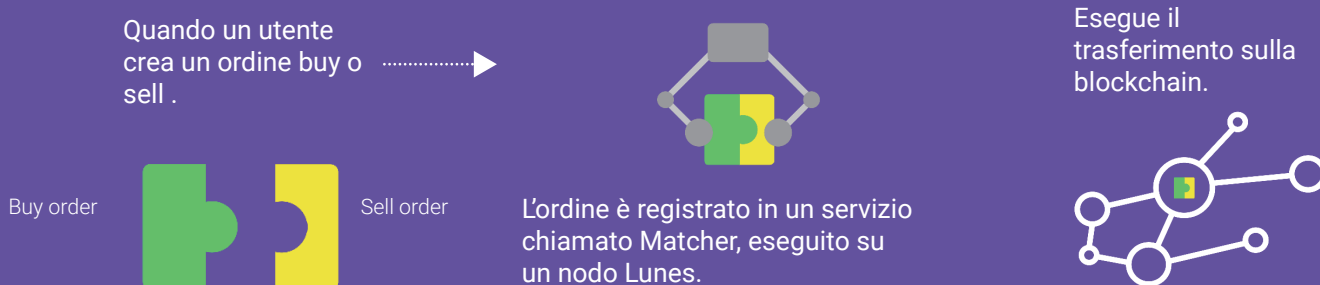 Quando un utente
crea un ordine buy o
sell .
Buy order
Sell order
L'ordine è registrato in un servizio
chiamato Matcher, eseguito su
un nodo Lunes.
Esegue il
trasferimento sulla
blockchain.